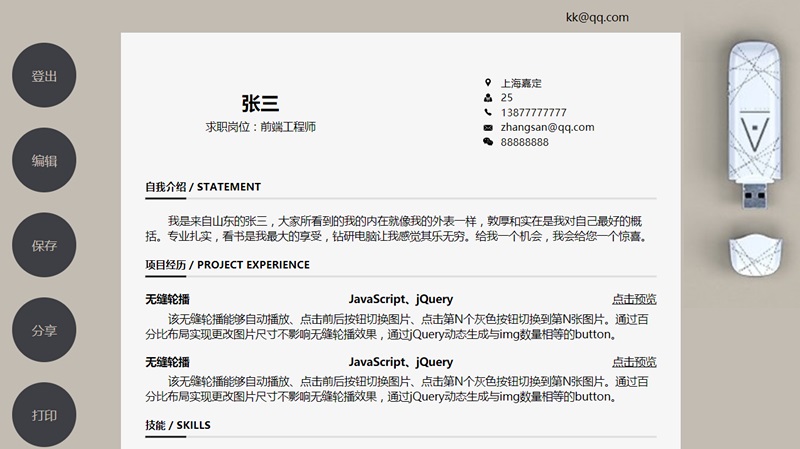 kk@qq.com
登出
编辑
保存
分享
打印
张三
求职岗位：前端工程师
上海嘉定
25
13877777777
zhangsan@qq.com
88888888
自我介绍 / STATEMENT
我是来自山东的张三，大家所看到的我的内在就像我的外表一样，敦厚和实在是我对自己最好的概
括。专业扎实，看书是我最大的享受，钻研电脑让我感觉其乐无穷。给我一个机会，我会给您一个惊喜。
项目经历 / PROJECT EXPERIENCE
无缝轮播 JavaScript、jQuery 点击预览
该无缝轮播能够自动播放、点击前后按钮切换图片、点击第N个灰色按钮切换到第N张图片。通过百
分比布局实现更改图片尺寸不影响无缝轮播效果，通过jQuery动态生成与img数量相等的button。
无缝轮播 JavaScript、jQuery 点击预览
该无缝轮播能够自动播放、点击前后按钮切换图片、点击第N个灰色按钮切换到第N张图片。通过百
分比布局实现更改图片尺寸不影响无缝轮播效果，通过jQuery动态生成与img数量相等的button。
技能 / SKILLS